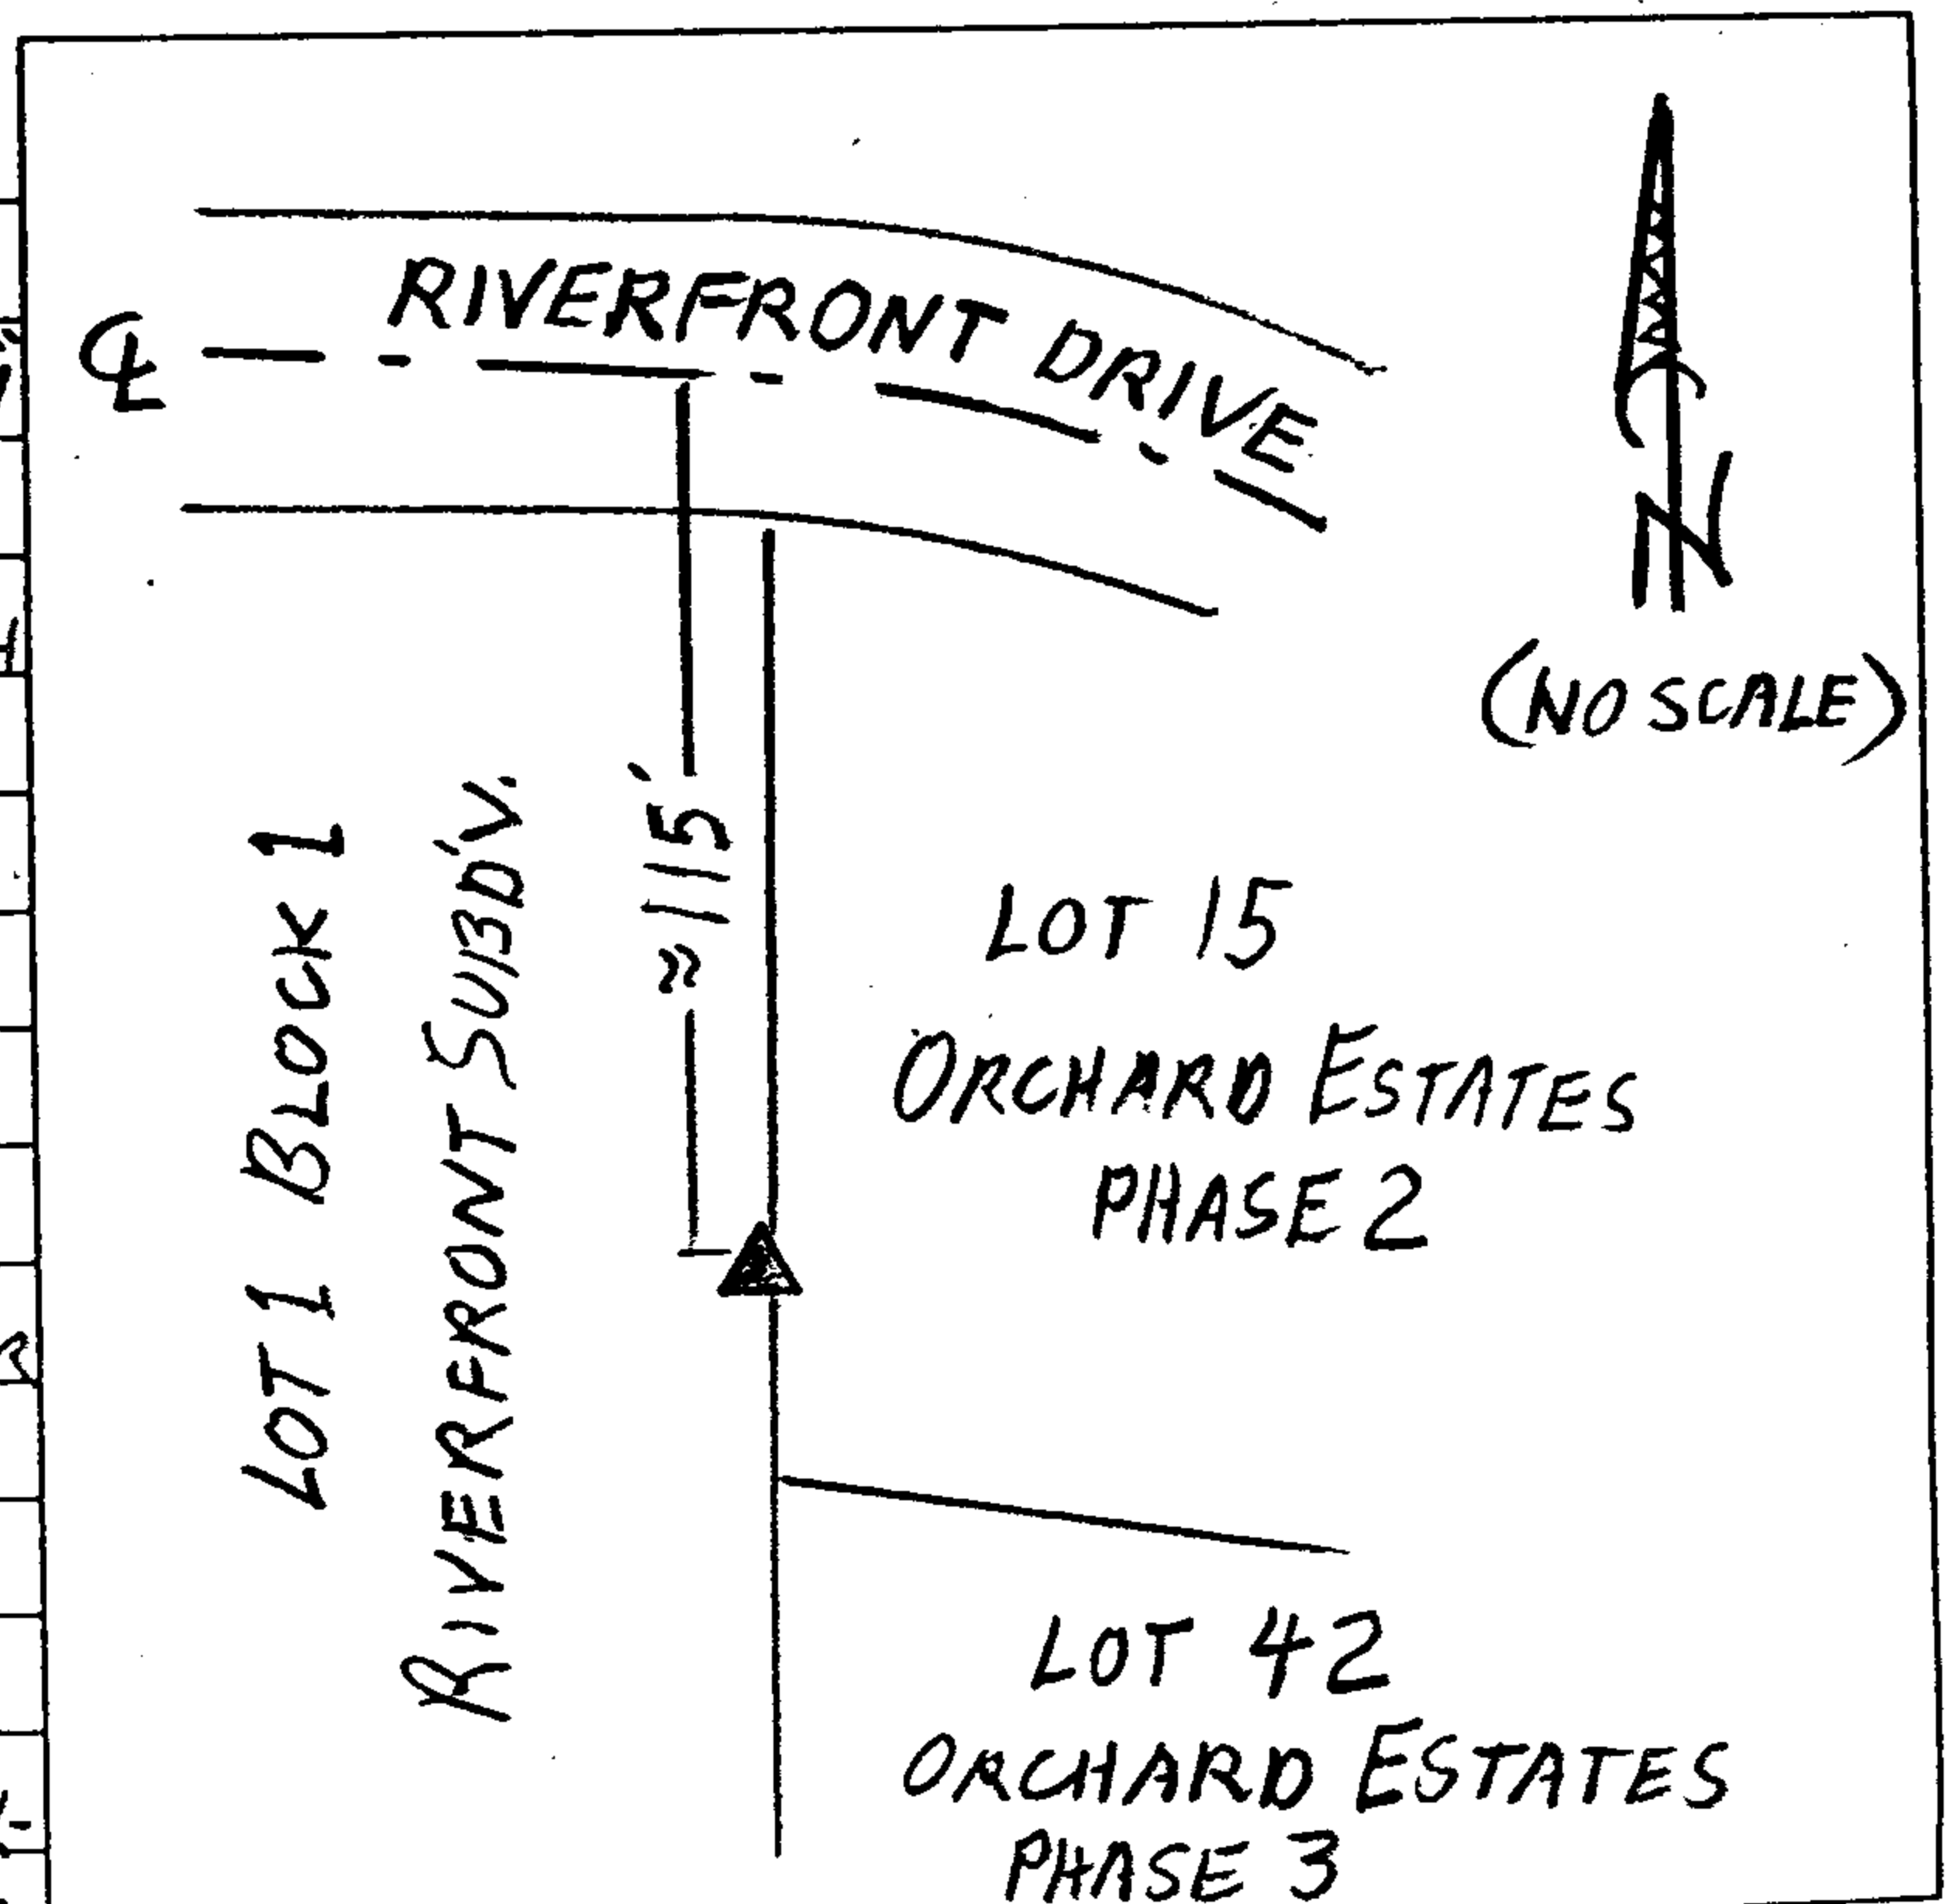 ℄ RIVERFRONT DRIVE
N
(NO SCALE)
LOT 1 BLOCK 1
RIVERFRONT SUBD'V.
≈ 115'
LOT 15
ORCHARD ESTATES
PHASE 2
LOT 42
ORCHARD ESTATES
PHASE 3